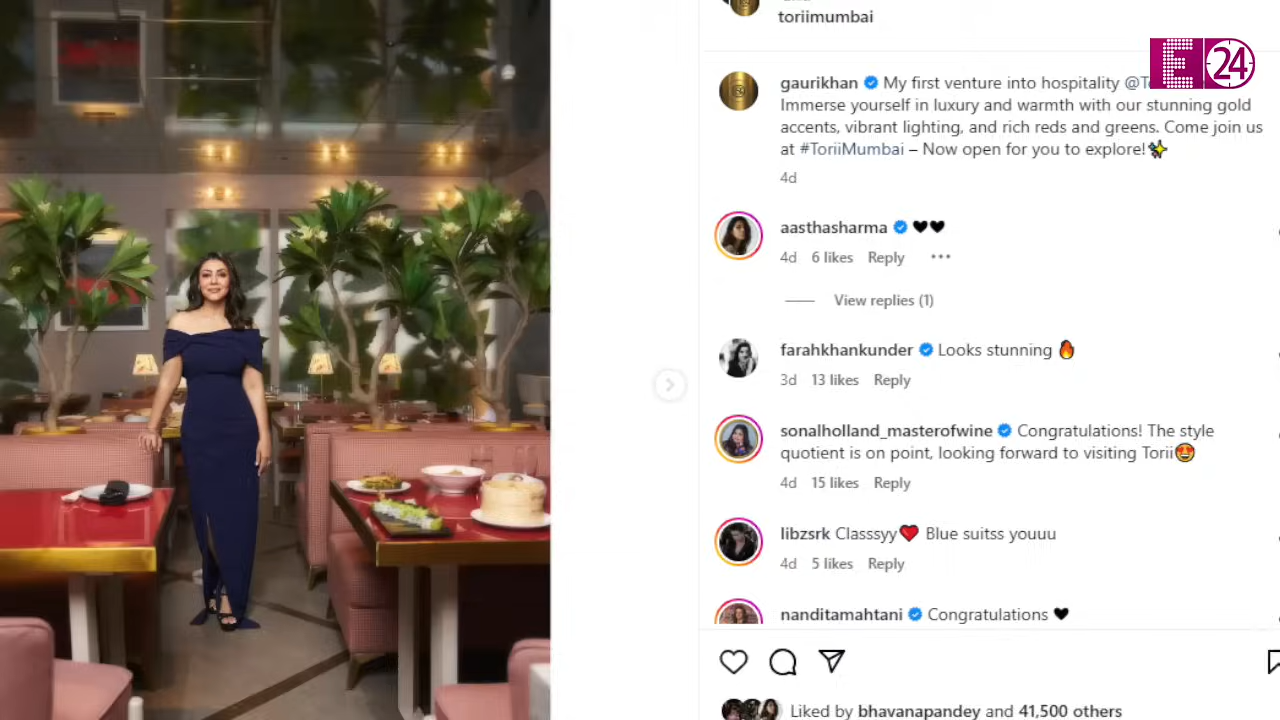 toriimumbai
E 24
gaurikhan My first venture into hospitality
Immerse yourself in luxury and warmth with our stunning gold
accents, vibrant lighting, and rich reds and greens. Come join us
at #ToriiMumbai – Now open for you to explore!✨
4d
aasthasharma 🖤🖤
4d 6 likes Reply •••
View replies (1)
farahkhankunder Looks stunning 🔥
3d 13 likes Reply
sonalholland_masterofwine Congratulations! The style
quotient is on point, looking forward to visiting Torii😍
4d 15 likes Reply
libzsrk Classsyy❤️ Blue suitss youuu
4d 5 likes Reply
nanditamahtani Congratulations 🖤
Liked by bhavanapandey and 41,500 others